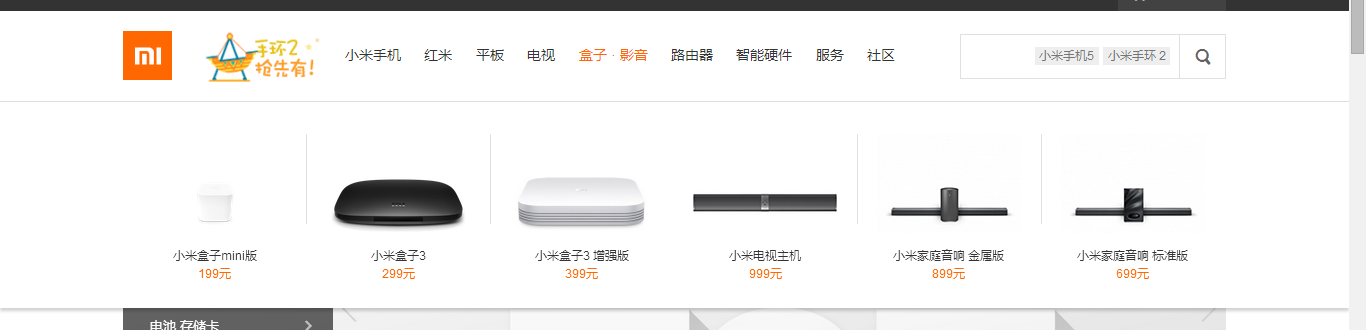 手环2
抢先有!
小米手机 红米 平板 电视 盒子 · 影音 路由器 智能硬件 服务 社区
小米手机5 小米手环 2
小米盒子mini版
199元
小米盒子3
299元
小米盒子3 增强版
399元
小米电视主机
999元
小米家庭音响 金属版
899元
小米家庭音响 标准版
699元
电池 存储卡